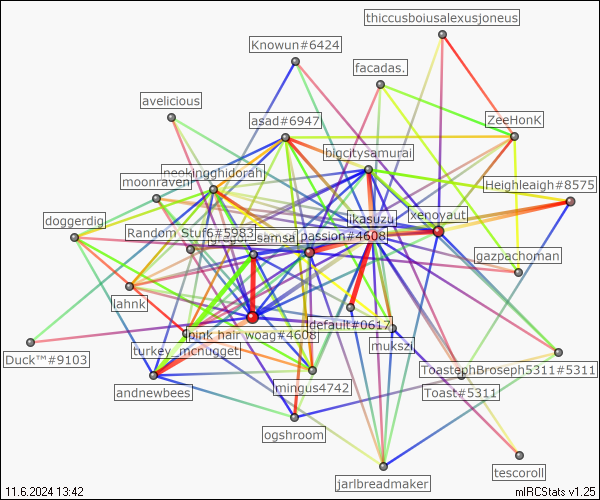 thiccusboiusalexusjoneus
Knowun#6424
facadas.
avelicious
asad#6947
ZeeHonK
bigcitysamurai
neokingghidorah
moonraven
Heighleaigh#8575
ikasuzu
xenoyaut
doggerdig
Random Stuf6#5983
samsa
passion#4608
gazpachoman
lahnk
default#0617
pink hair woag#4608
mukszi
turkey_mcnugget
Duck™#9103
ToastephBroseph5311#5311
andnewbees
mingus4742
Toast#5311
ogshroom
tescoroll
jarlbreadmaker
11.6.2024 13:42
mIRCStats v1.25